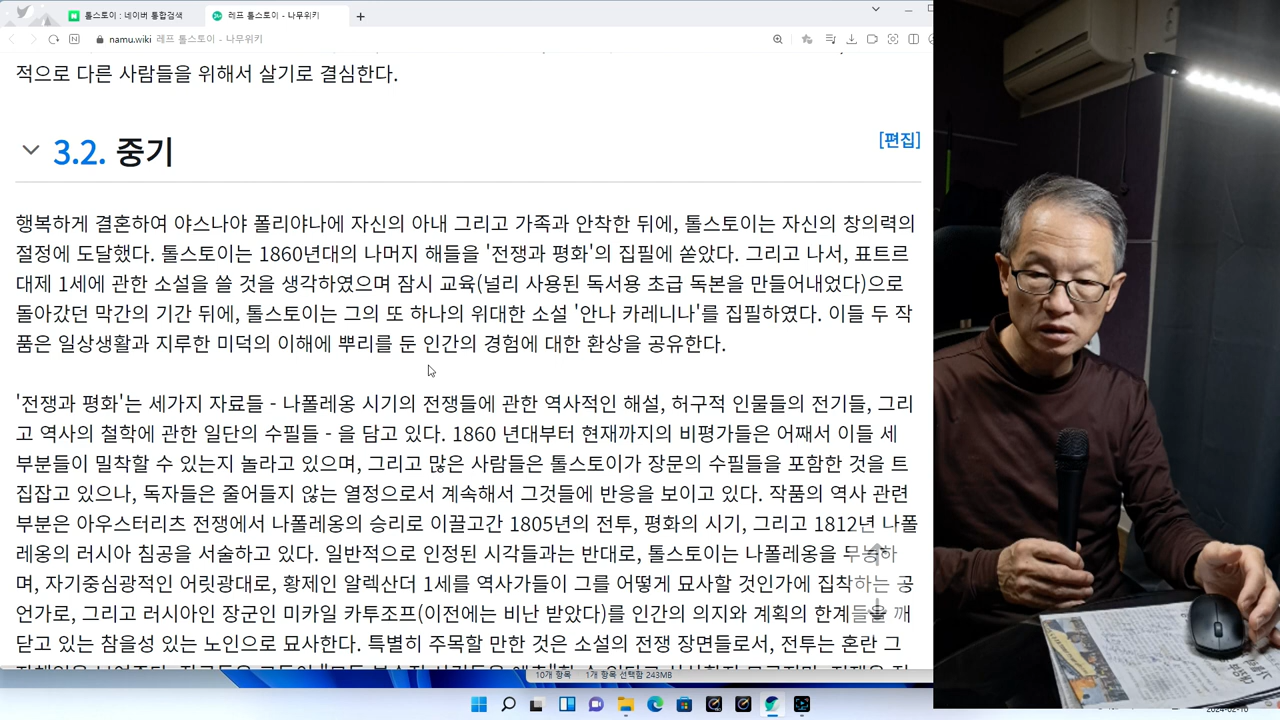 톨스토이 : 네이버 통합검색
레프 톨스토이 - 나무위키
namu.wiki 레프 톨스토이 - 나무위키
적으로 다른 사람들을 위해서 살기로 결심한다.
3.2. 중기
[편집]
행복하게 결혼하여 야스나야 폴리야나에 자신의 아내 그리고 가족과 안착한 뒤에, 톨스토이는 자신의 창의력의
절정에 도달했다. 톨스토이는 1860년대의 나머지 해들을 '전쟁과 평화'의 집필에 쏟았다. 그리고 나서, 표트르
대제 1세에 관한 소설을 쓸 것을 생각하였으며 잠시 교육(널리 사용된 독서용 초급 독본을 만들어내었다)으로
돌아갔던 막간의 기간 뒤에, 톨스토이는 그의 또 하나의 위대한 소설 '안나 카레니나'를 집필하였다. 이들 두 작
품은 일상생활과 지루한 미덕의 이해에 뿌리를 둔 인간의 경험에 대한 환상을 공유한다.
'전쟁과 평화'는 세가지 자료들 - 나폴레옹 시기의 전쟁들에 관한 역사적인 해설, 허구적 인물들의 전기들, 그리
고 역사의 철학에 관한 일단의 수필들 - 을 담고 있다. 1860 년대부터 현재까지의 비평가들은 어째서 이들 세
부분들이 밀착할 수 있는지 놀라고 있으며, 그리고 많은 사람들은 톨스토이가 장문의 수필들을 포함한 것을 트
집잡고 있으나, 독자들은 줄어들지 않는 열정으로서 계속해서 그것들에 반응을 보이고 있다. 작품의 역사 관련
부분은 아우스터리츠 전쟁에서 나폴레옹의 승리로 이끌고간 1805년의 전투, 평화의 시기, 그리고 1812년 나폴
레옹의 러시아 침공을 서술하고 있다. 일반적으로 인정된 시각들과는 반대로, 톨스토이는 나폴레옹을 무능하
며, 자기중심광적인 어릿광대로, 황제인 알렉산더 1세를 역사가들이 그를 어떻게 묘사할 것인가에 집착하는 공
언가로, 그리고 러시아인 장군인 미카일 카투조프(이전에는 비난 받았다)를 인간의 의지와 계획의 한계들을 깨
닫고 있는 참을성 있는 노인으로 묘사한다. 특별히 주목할 만한 것은 소설의 전쟁 장면들로서, 전투는 혼란 그
10개 항목 1개 항목 선택함 243MB